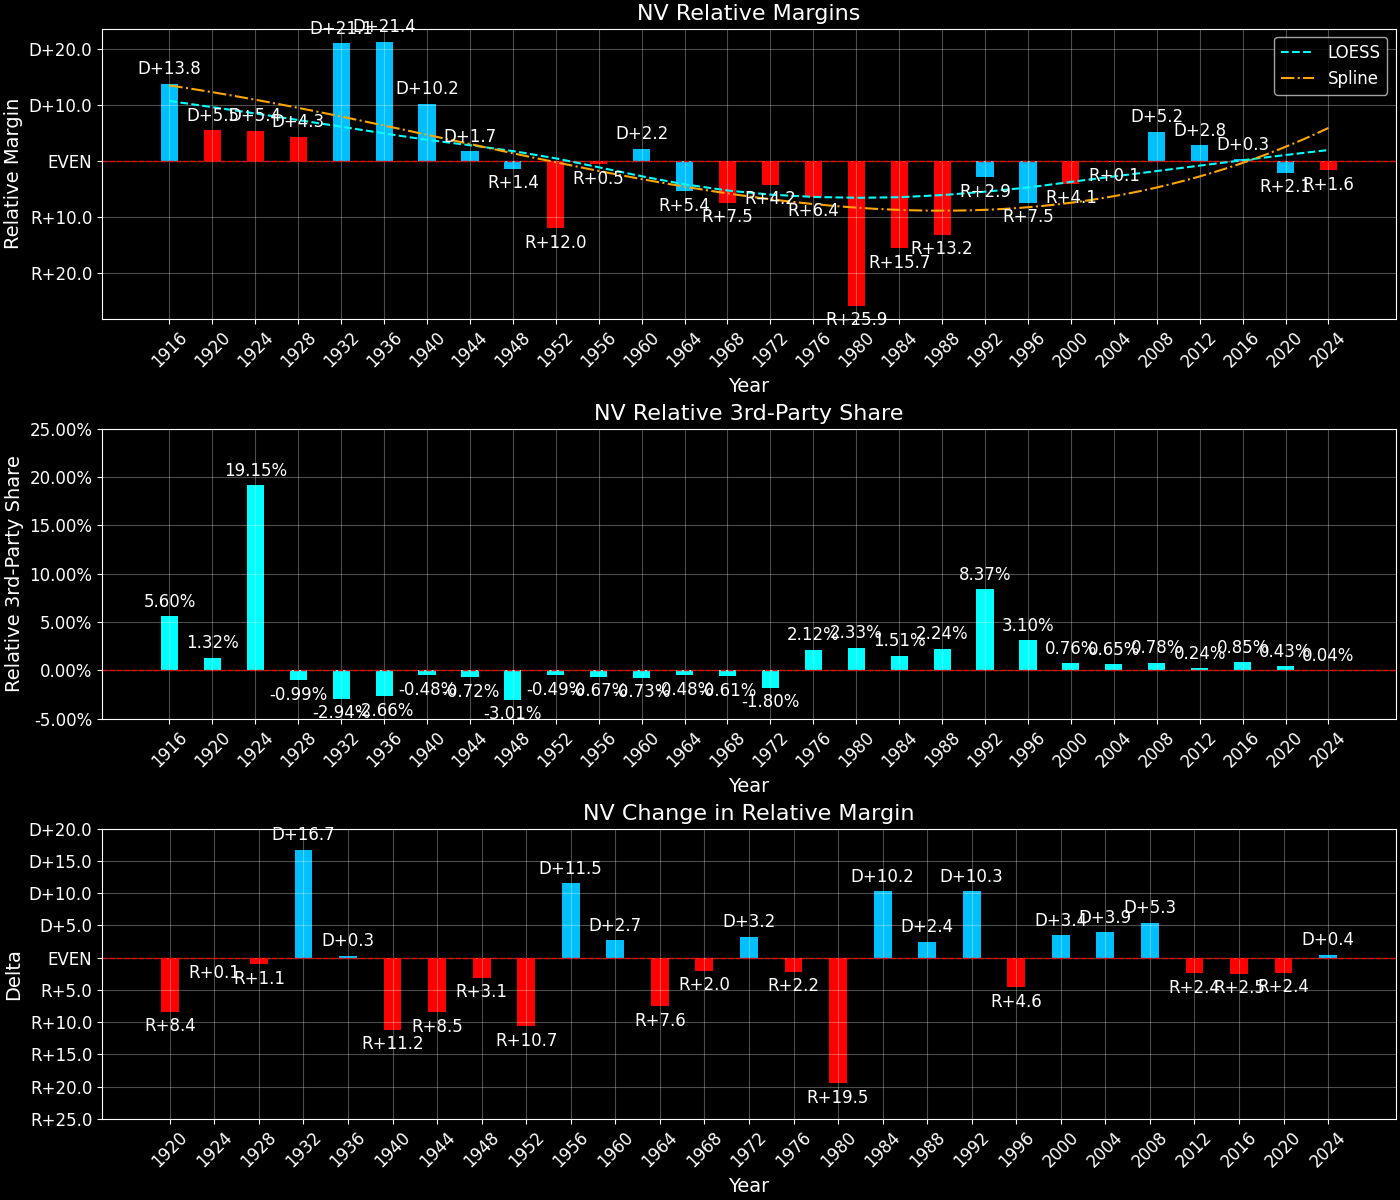 NV Relative Margins
Relative Margin
D+20.0
D+10.0
EVEN
R+10.0
R+20.0
LOESS
Spline
D+13.8
D+5.5
D+5.4
D+4.3
D+21.1
D+21.4
D+10.2
D+1.7
R+1.4
R+12.0
R+0.5
D+2.2
R+5.4
R+7.5
R+4.2
R+6.4
R+25.9
R+15.7
R+13.2
R+2.9
R+7.5
R+4.1
R+0.1
D+5.2
D+2.8
D+0.3
R+2.1
R+1.6
1916 1920 1924 1928 1932 1936 1940 1944 1948 1952 1956 1960 1964 1968 1972 1976 1980 1984 1988 1992 1996 2000 2004 2008 2012 2016 2020 2024
Year
NV Relative 3rd-Party Share
Relative 3rd-Party Share
25.00%
20.00%
15.00%
10.00%
5.00%
0.00%
-5.00%
5.60%
1.32%
19.15%
-0.99%
-2.94%
-2.66%
-0.48%
-0.72%
-3.01%
-0.49%
-0.67%
-0.73%
-0.48%
-0.61%
-1.80%
2.12%
2.33%
1.51%
2.24%
8.37%
3.10%
0.76%
0.65%
0.78%
0.24%
0.85%
0.43%
0.04%
1916 1920 1924 1928 1932 1936 1940 1944 1948 1952 1956 1960 1964 1968 1972 1976 1980 1984 1988 1992 1996 2000 2004 2008 2012 2016 2020 2024
Year
NV Change in Relative Margin
Delta
D+20.0
D+15.0
D+10.0
D+5.0
EVEN
R+5.0
R+10.0
R+15.0
R+20.0
R+25.0
R+8.4
R+0.1
R+1.1
D+16.7
D+0.3
R+11.2
R+8.5
R+3.1
R+10.7
D+11.5
D+2.7
R+7.6
R+2.0
D+3.2
R+2.2
R+19.5
D+10.2
D+2.4
D+10.3
R+4.6
D+3.4
D+3.9
D+5.3
R+2.4
R+2.5
R+2.4
D+0.4
1920 1924 1928 1932 1936 1940 1944 1948 1952 1956 1960 1964 1968 1972 1976 1980 1984 1988 1992 1996 2000 2004 2008 2012 2016 2020 2024
Year